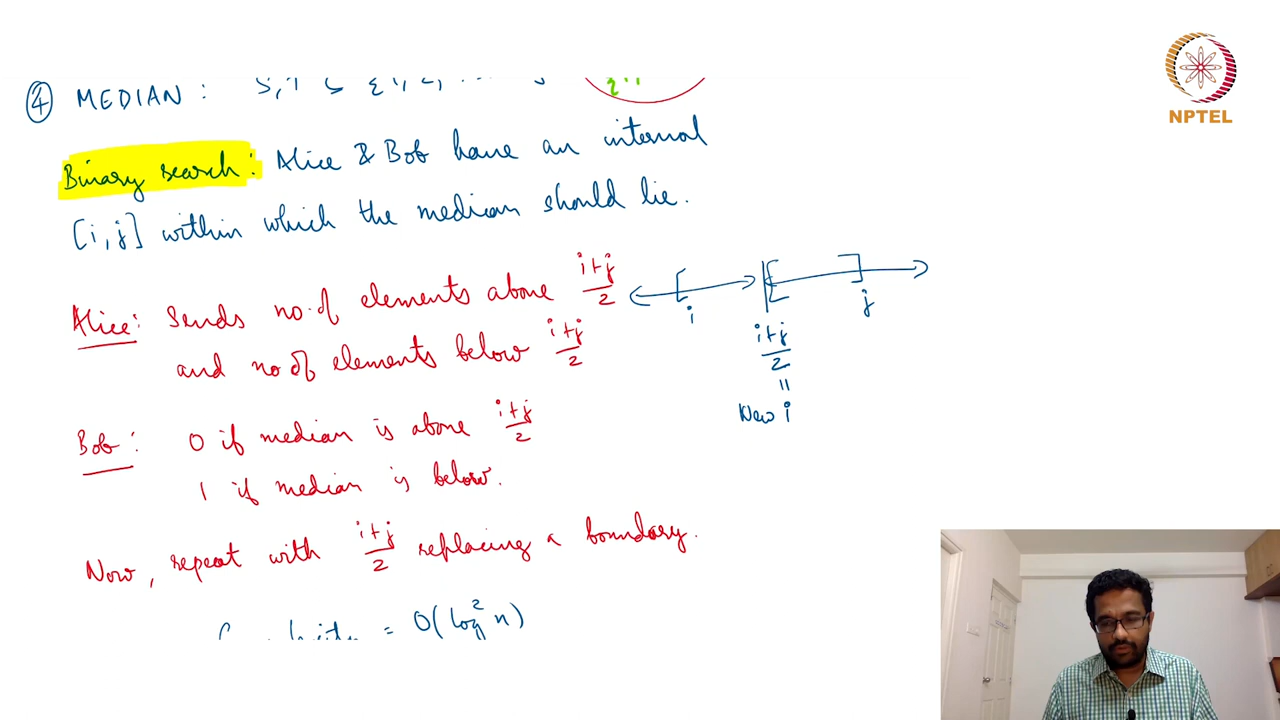 ④ MEDIAN :
Binary search: Alice & Bob have an interval
[i, j] within which the median should lie.
Alice: Sends no. of elements above i+j/2
and no. of elements below i+j/2
Bob: 0 if median is above i+j/2
1 if median is below.
Now, repeat with i+j/2 replacing a boundary.
= O(log² n)
i
i+j/2
=
New i
j
NPTEL